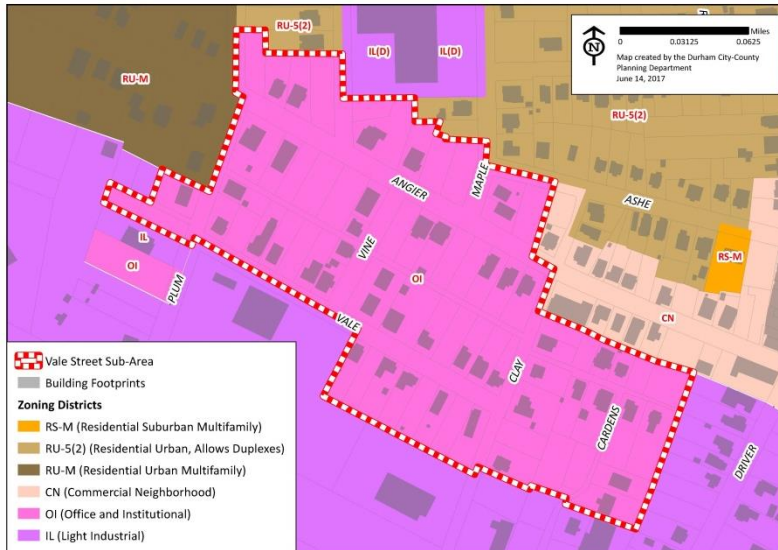 RU-5(2)
IL(D)
IL(D)
Miles
0 0.03125 0.0625
N
Map created by the Durham City-County
Planning Department
June 14, 2017
RU-M
RU-5(2)
ANGIER
MAPLE
ASHE
RS-M
IL
OI
PLUM
VINE
OI
VALE
CN
CLAY
CARDENS
DRIVER
Vale Street Sub-Area
Building Footprints
Zoning Districts
RS-M (Residential Suburban Multifamily)
RU-5(2) (Residential Urban, Allows Duplexes)
RU-M (Residential Urban Multifamily)
CN (Commercial Neighborhood)
OI (Office and Institutional)
IL (Light Industrial)